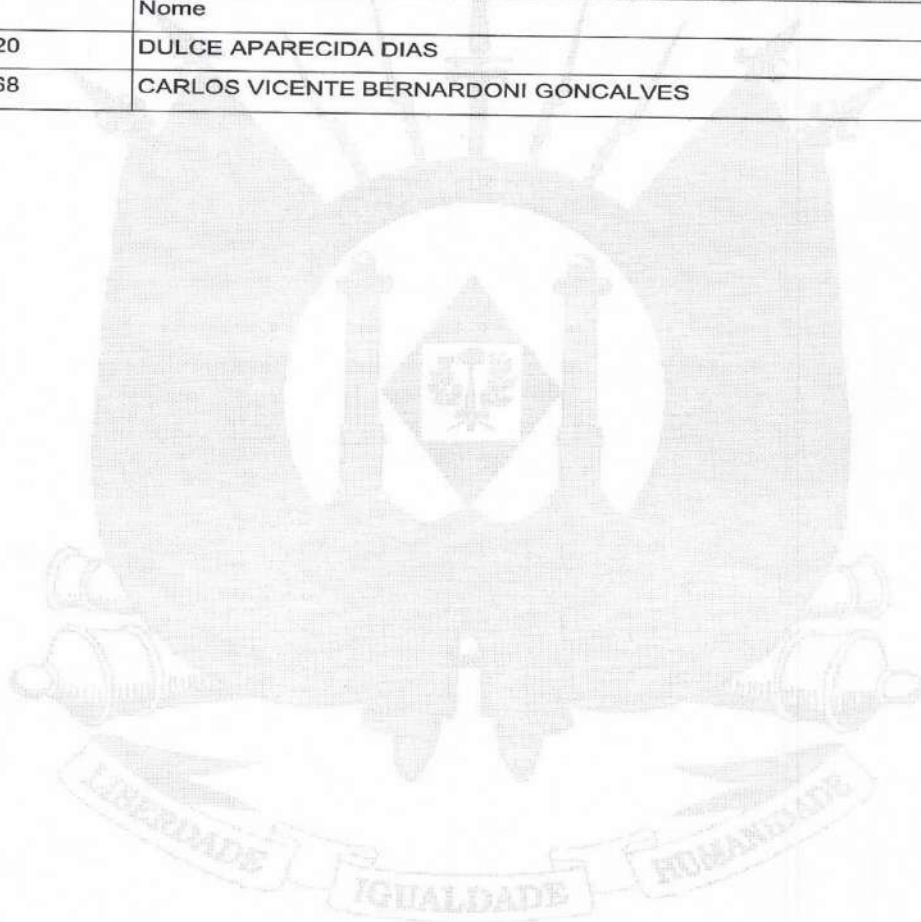 Nome
20 DULCE APARECIDA DIAS
68 CARLOS VICENTE BERNARDONI GONCALVES
LIBERDADE
IGUALDADE
HUMANIDADE